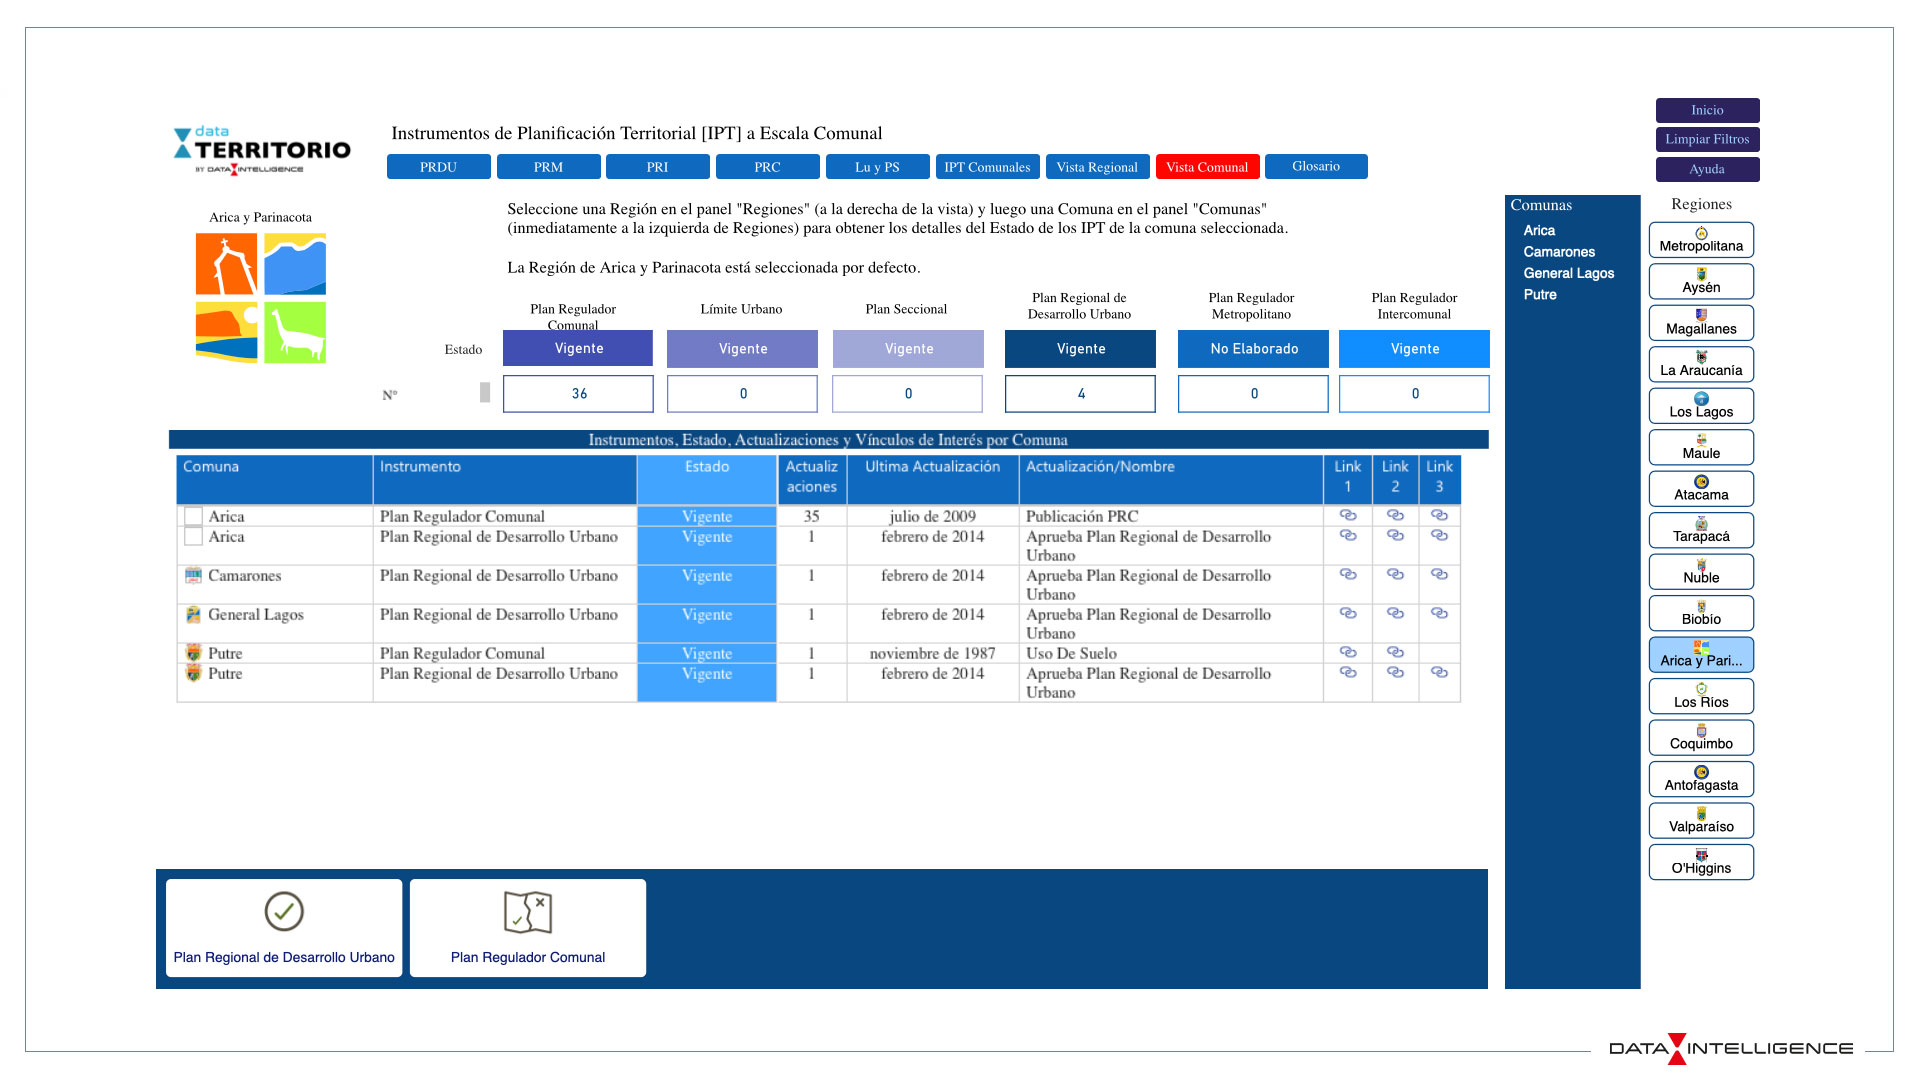 Inicio
Limpiar Filtros
Ayuda
data
TERRITORIO
BY DATA INTELLIGENCE
Instrumentos de Planificación Territorial [IPT] a Escala Comunal
PRDU PRM PRI PRC Lu y PS IPT Comunales Vista Regional Vista Comunal Glosario
Arica y Parinacota
Seleccione una Región en el panel "Regiones" (a la derecha de la vista) y luego una Comuna en el panel "Comunas"
(inmediatamente a la izquierda de Regiones) para obtener los detalles del Estado de los IPT de la comuna seleccionada.
La Región de Arica y Parinacota está seleccionada por defecto.
Plan Regulador
Comunal
Límite Urbano
Plan Seccional
Plan Regional de
Desarrollo Urbano
Plan Regulador
Metropolitano
Plan Regulador
Intercomunal
Estado Vigente Vigente Vigente Vigente No Elaborado Vigente
N° 36 0 0 4 0 0
Instrumentos, Estado, Actualizaciones y Vínculos de Interés por Comuna
Comuna Instrumento Estado Actualiz Ultima Actualización Actualización/Nombre Link Link Link
aciones 1 2 3
Arica Plan Regulador Comunal Vigente 35 julio de 2009 Publicación PRC
Arica Plan Regional de Desarrollo Urbano Vigente 1 febrero de 2014 Aprueba Plan Regional de Desarrollo
Urbano
Camarones Plan Regional de Desarrollo Urbano Vigente 1 febrero de 2014 Aprueba Plan Regional de Desarrollo
Urbano
General Lagos Plan Regional de Desarrollo Urbano Vigente 1 febrero de 2014 Aprueba Plan Regional de Desarrollo
Urbano
Putre Plan Regulador Comunal Vigente 1 noviembre de 1987 Uso De Suelo
Putre Plan Regional de Desarrollo Urbano Vigente 1 febrero de 2014 Aprueba Plan Regional de Desarrollo
Urbano
Plan Regional de Desarrollo Urbano
Plan Regulador Comunal
Comunas
Arica
Camarones
General Lagos
Putre
Regiones
Metropolitana
Aysén
Magallanes
La Araucanía
Los Lagos
Maule
Atacama
Tarapacá
Ñuble
Biobío
Arica y Pari...
Los Ríos
Coquimbo
Antofagasta
Valparaíso
O'Higgins
DATA INTELLIGENCE